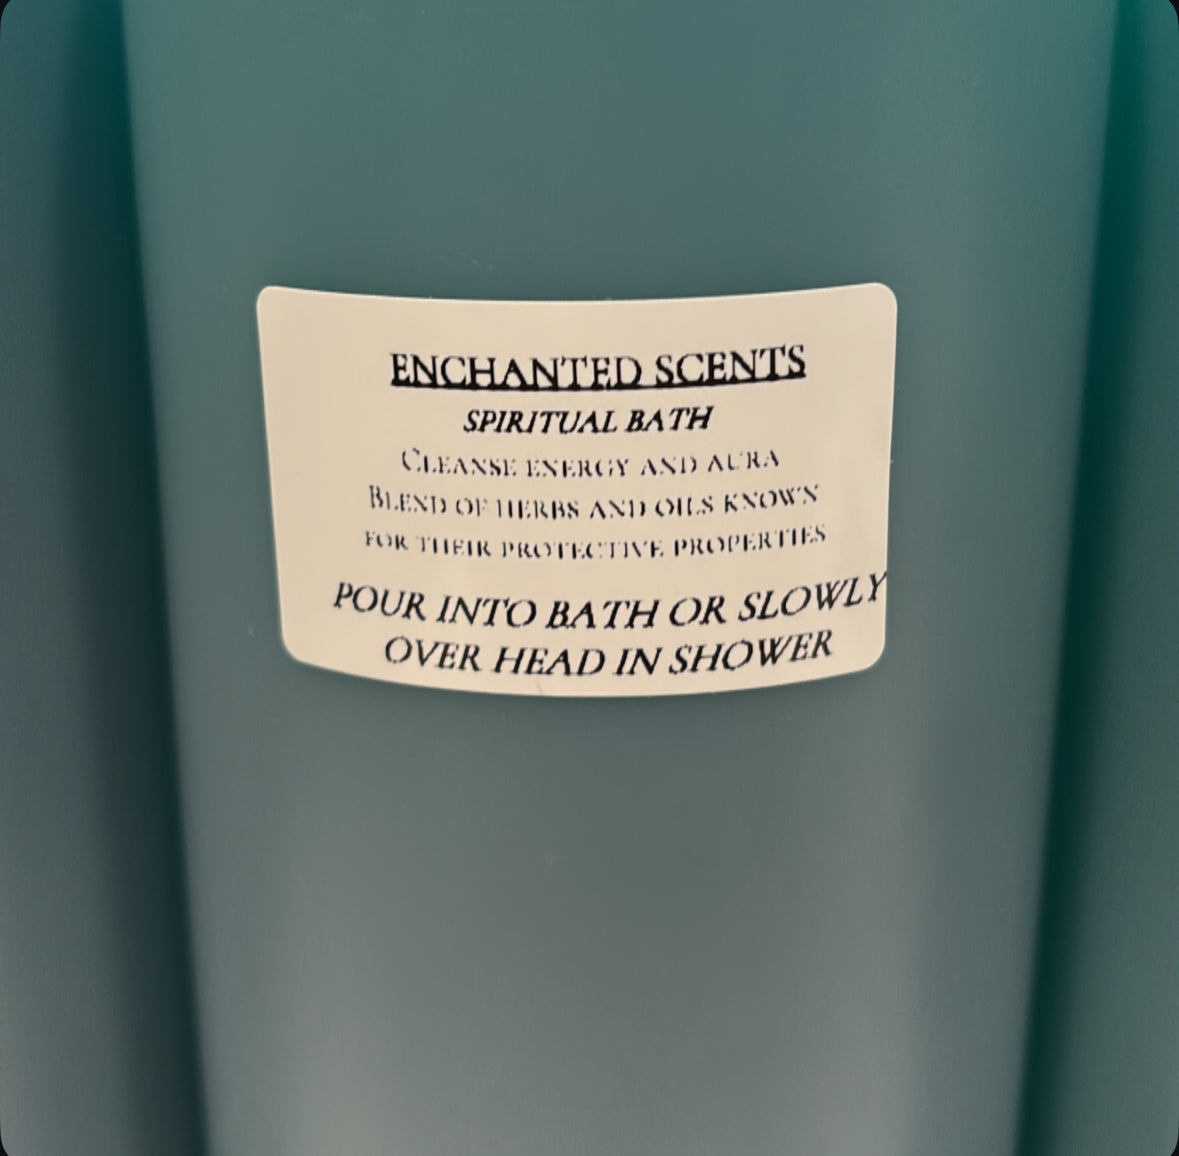 ENCHANTED SCENTS
SPIRITUAL BATH
CLEANSE ENERGY AND AURA
BLEND OF HERBS AND OILS KNOWN
FOR THEIR PROTECTIVE PROPERTIES
POUR INTO BATH OR SLOWLY
OVER HEAD IN SHOWER